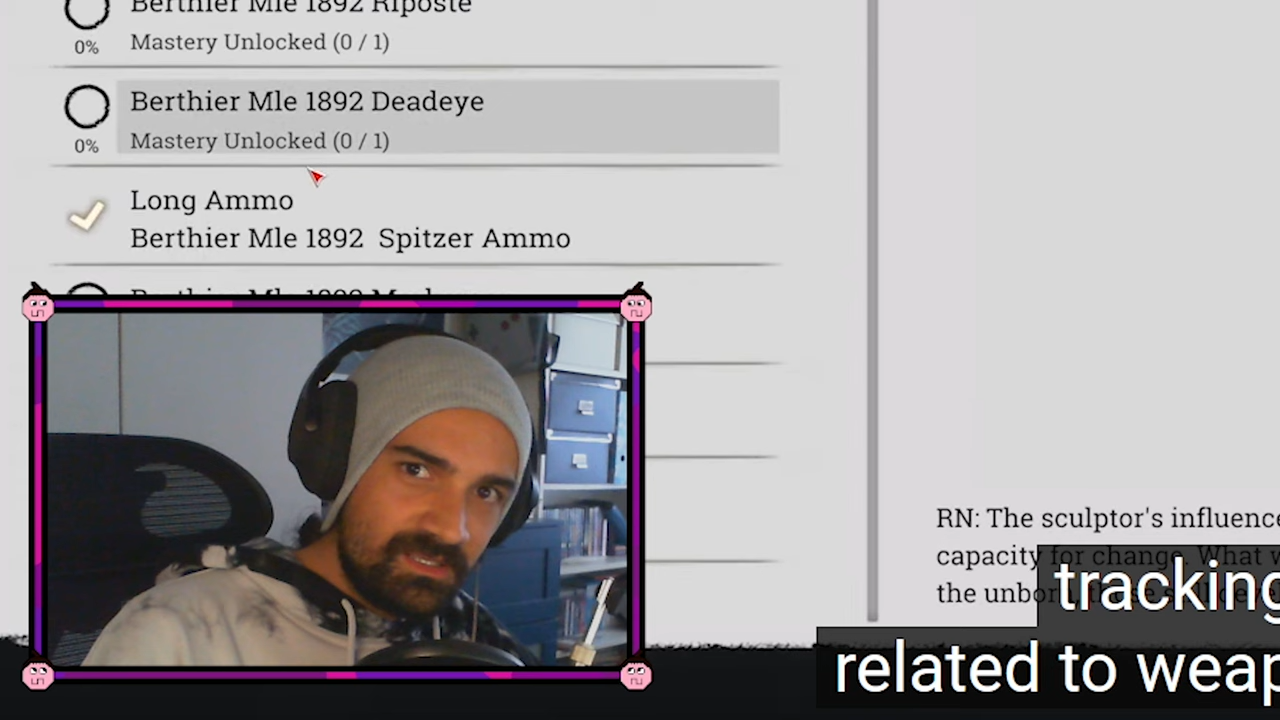 Berthier Mle 1892 Riposte
0%
Mastery Unlocked (0 / 1)
Berthier Mle 1892 Deadeye
0%
Mastery Unlocked (0 / 1)
Long Ammo
Berthier Mle 1892 Spitzer Ammo
RN: The sculptor's influence
capacity for change. What
the unborn
tracking
related to weap